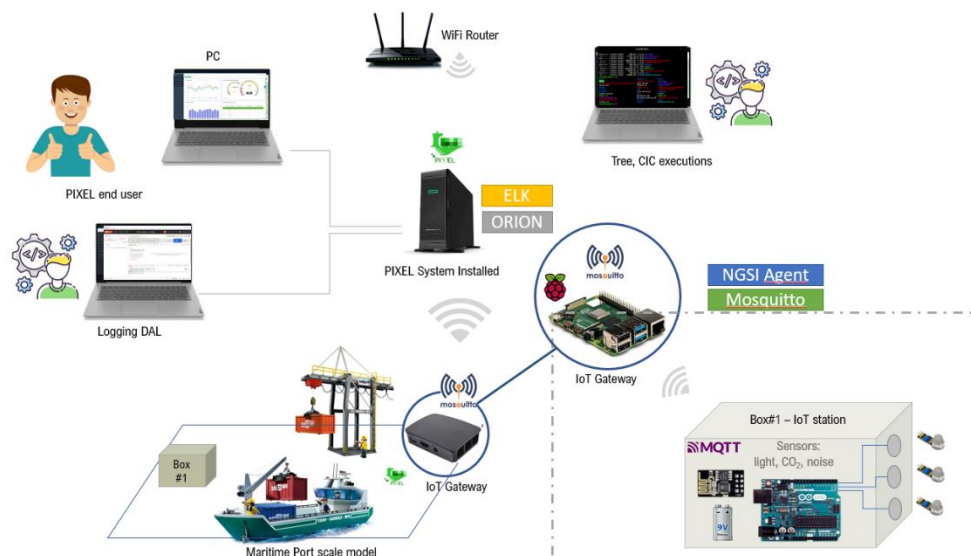 WiFi Router
PC
PIXEL end user
Tree, CIC executions
PIXEL
ELK
ORION
PIXEL System Installed
mosquitto
NGSI Agent
Mosquitto
Logging DAL
IoT Gateway
mosquitto
Box
#1
PIXEL
IoT Gateway
Maritime Port scale model
Box#1 – IoT station
MQTT
Sensors:
light, CO₂, noise
9V